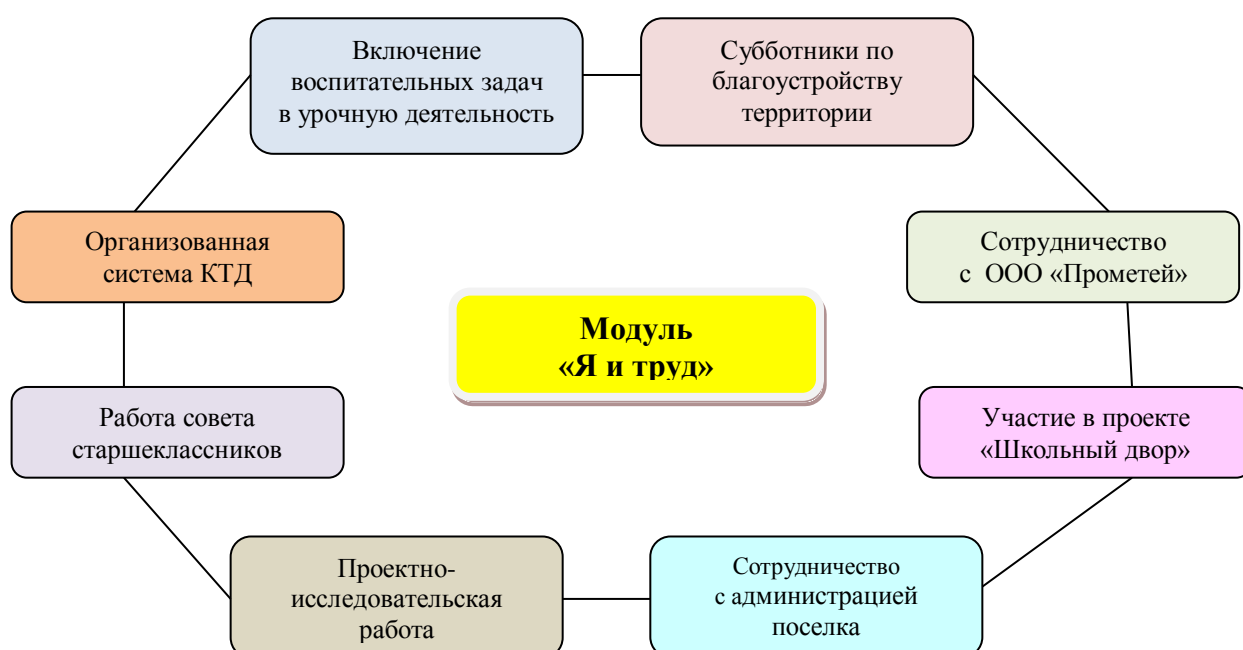 Включение
воспитательных задач
в урочную деятельность
Субботники по
благоустройству
территории
Организованная
система КТД
Сотрудничество
с ООО «Прометей»
Модуль
«Я и труд»
Работа совета
старшеклассников
Участие в проекте
«Школьный двор»
Проектно-
исследовательская
работа
Сотрудничество
с администрацией
поселка